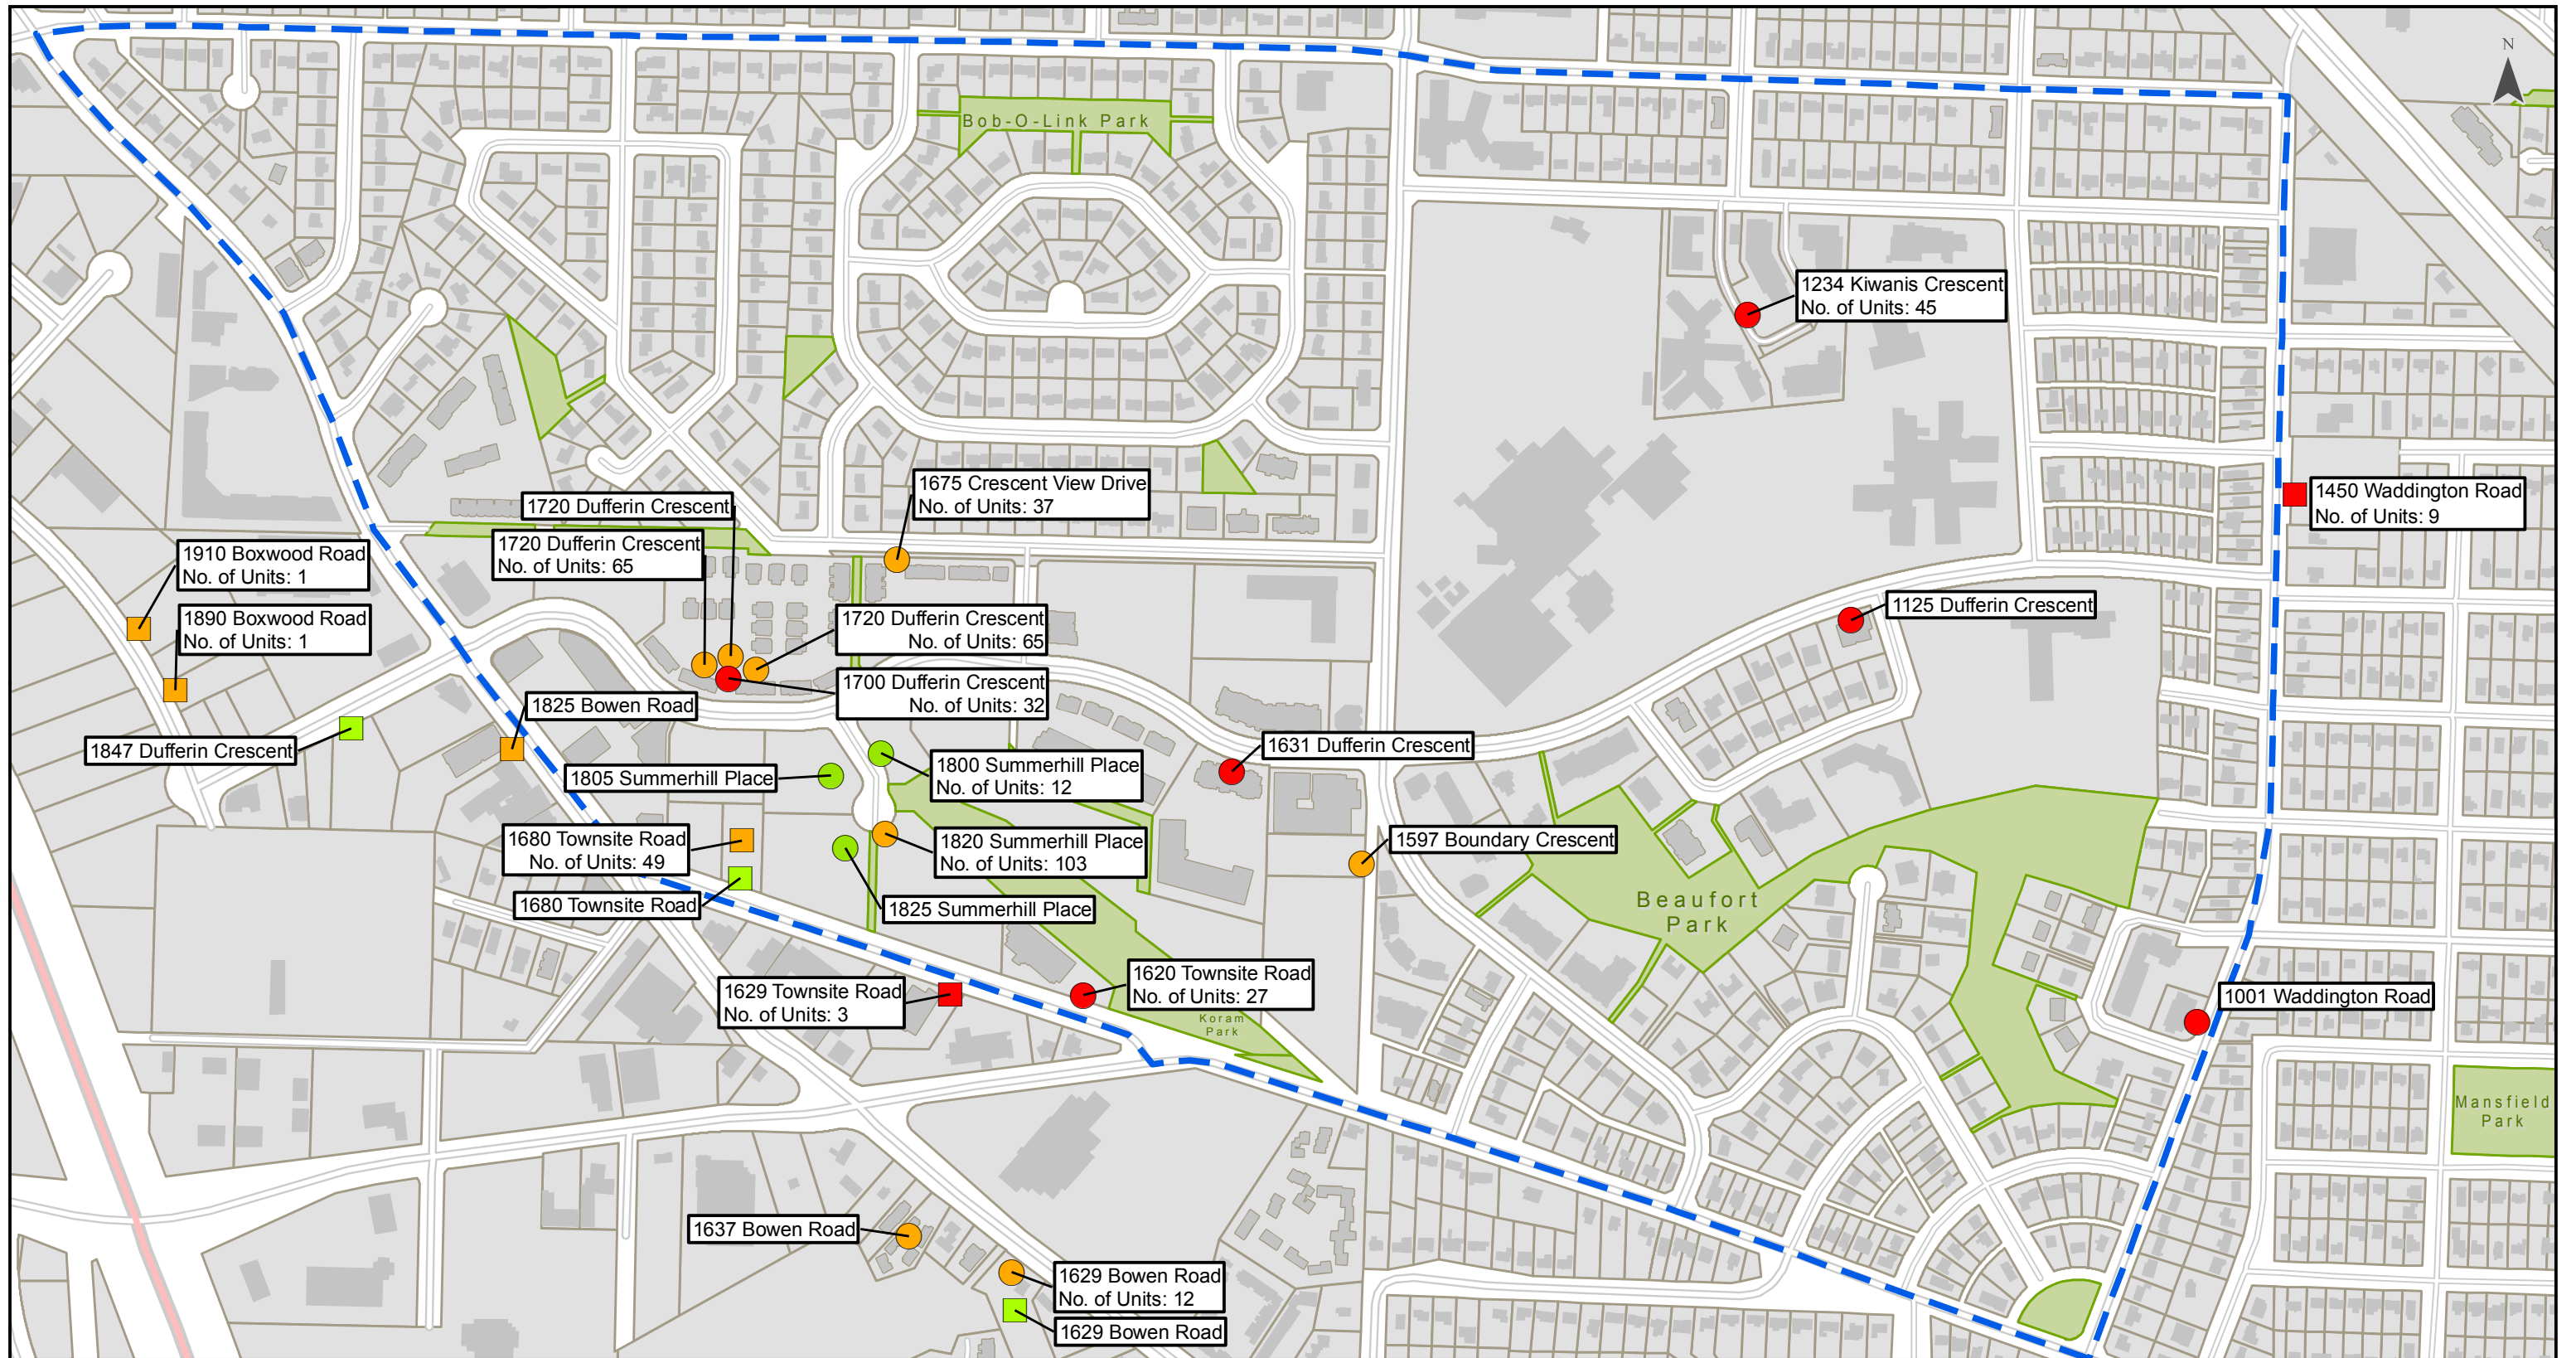 N
Bob-O-Link Park
1234 Kiwanis Crescent
No. of Units: 45
1675 Crescent View Drive
No. of Units: 37
1450 Waddington Road
No. of Units: 9
1720 Dufferin Crescent
1720 Dufferin Crescent
No. of Units: 65
1910 Boxwood Road
No. of Units: 1
1890 Boxwood Road
No. of Units: 1
1720 Dufferin Crescent
No. of Units: 65
1125 Dufferin Crescent
1700 Dufferin Crescent
No. of Units: 32
1825 Bowen Road
1847 Dufferin Crescent
1631 Dufferin Crescent
1805 Summerhill Place
1800 Summerhill Place
No. of Units: 12
1680 Townsite Road
No. of Units: 49
1820 Summerhill Place
No. of Units: 103
1597 Boundary Crescent
1680 Townsite Road
1825 Summerhill Place
Beaufort
Park
1629 Townsite Road
No. of Units: 3
1620 Townsite Road
No. of Units: 27
Koram
Park
1001 Waddington Road
Mansfield
Park
1637 Bowen Road
1629 Bowen Road
No. of Units: 12
1629 Bowen Road